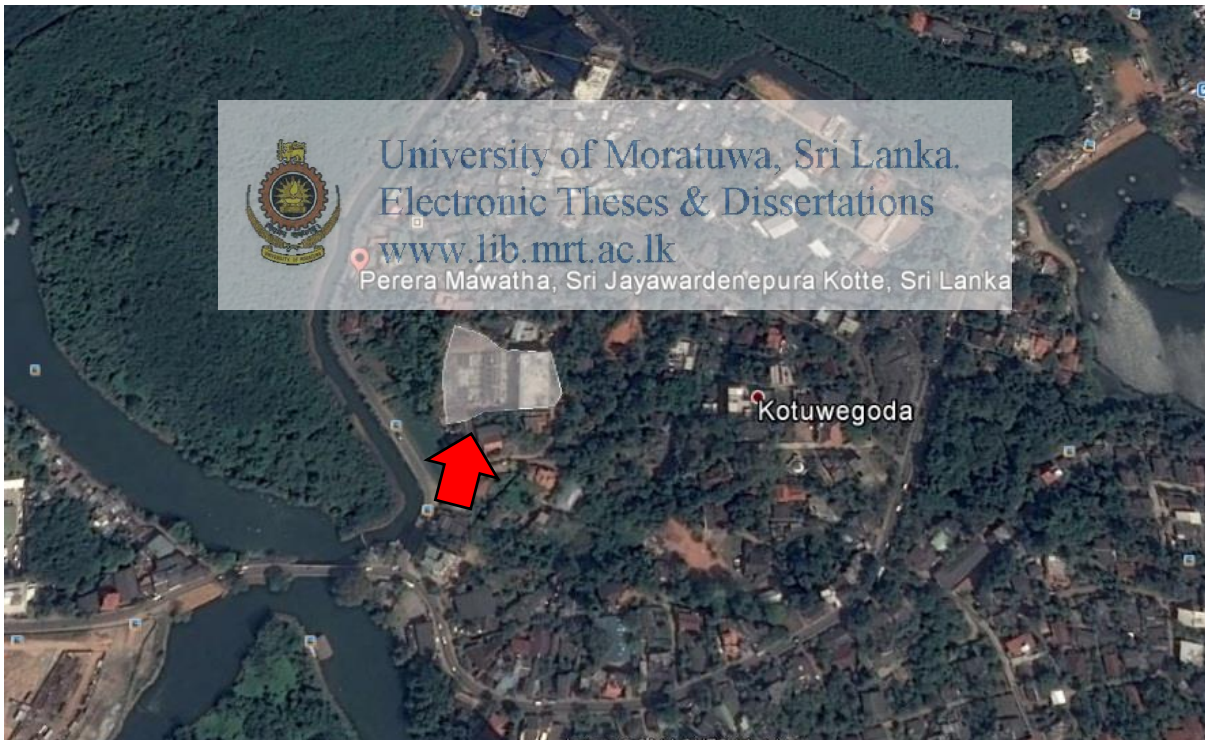 University of Moratuwa, Sri Lanka.
Electronic Theses & Dissertations
www.lib.mrt.ac.lk
Perera Mawatha, Sri Jayawardenepura Kotte, Sri Lanka
Kotuwegoda